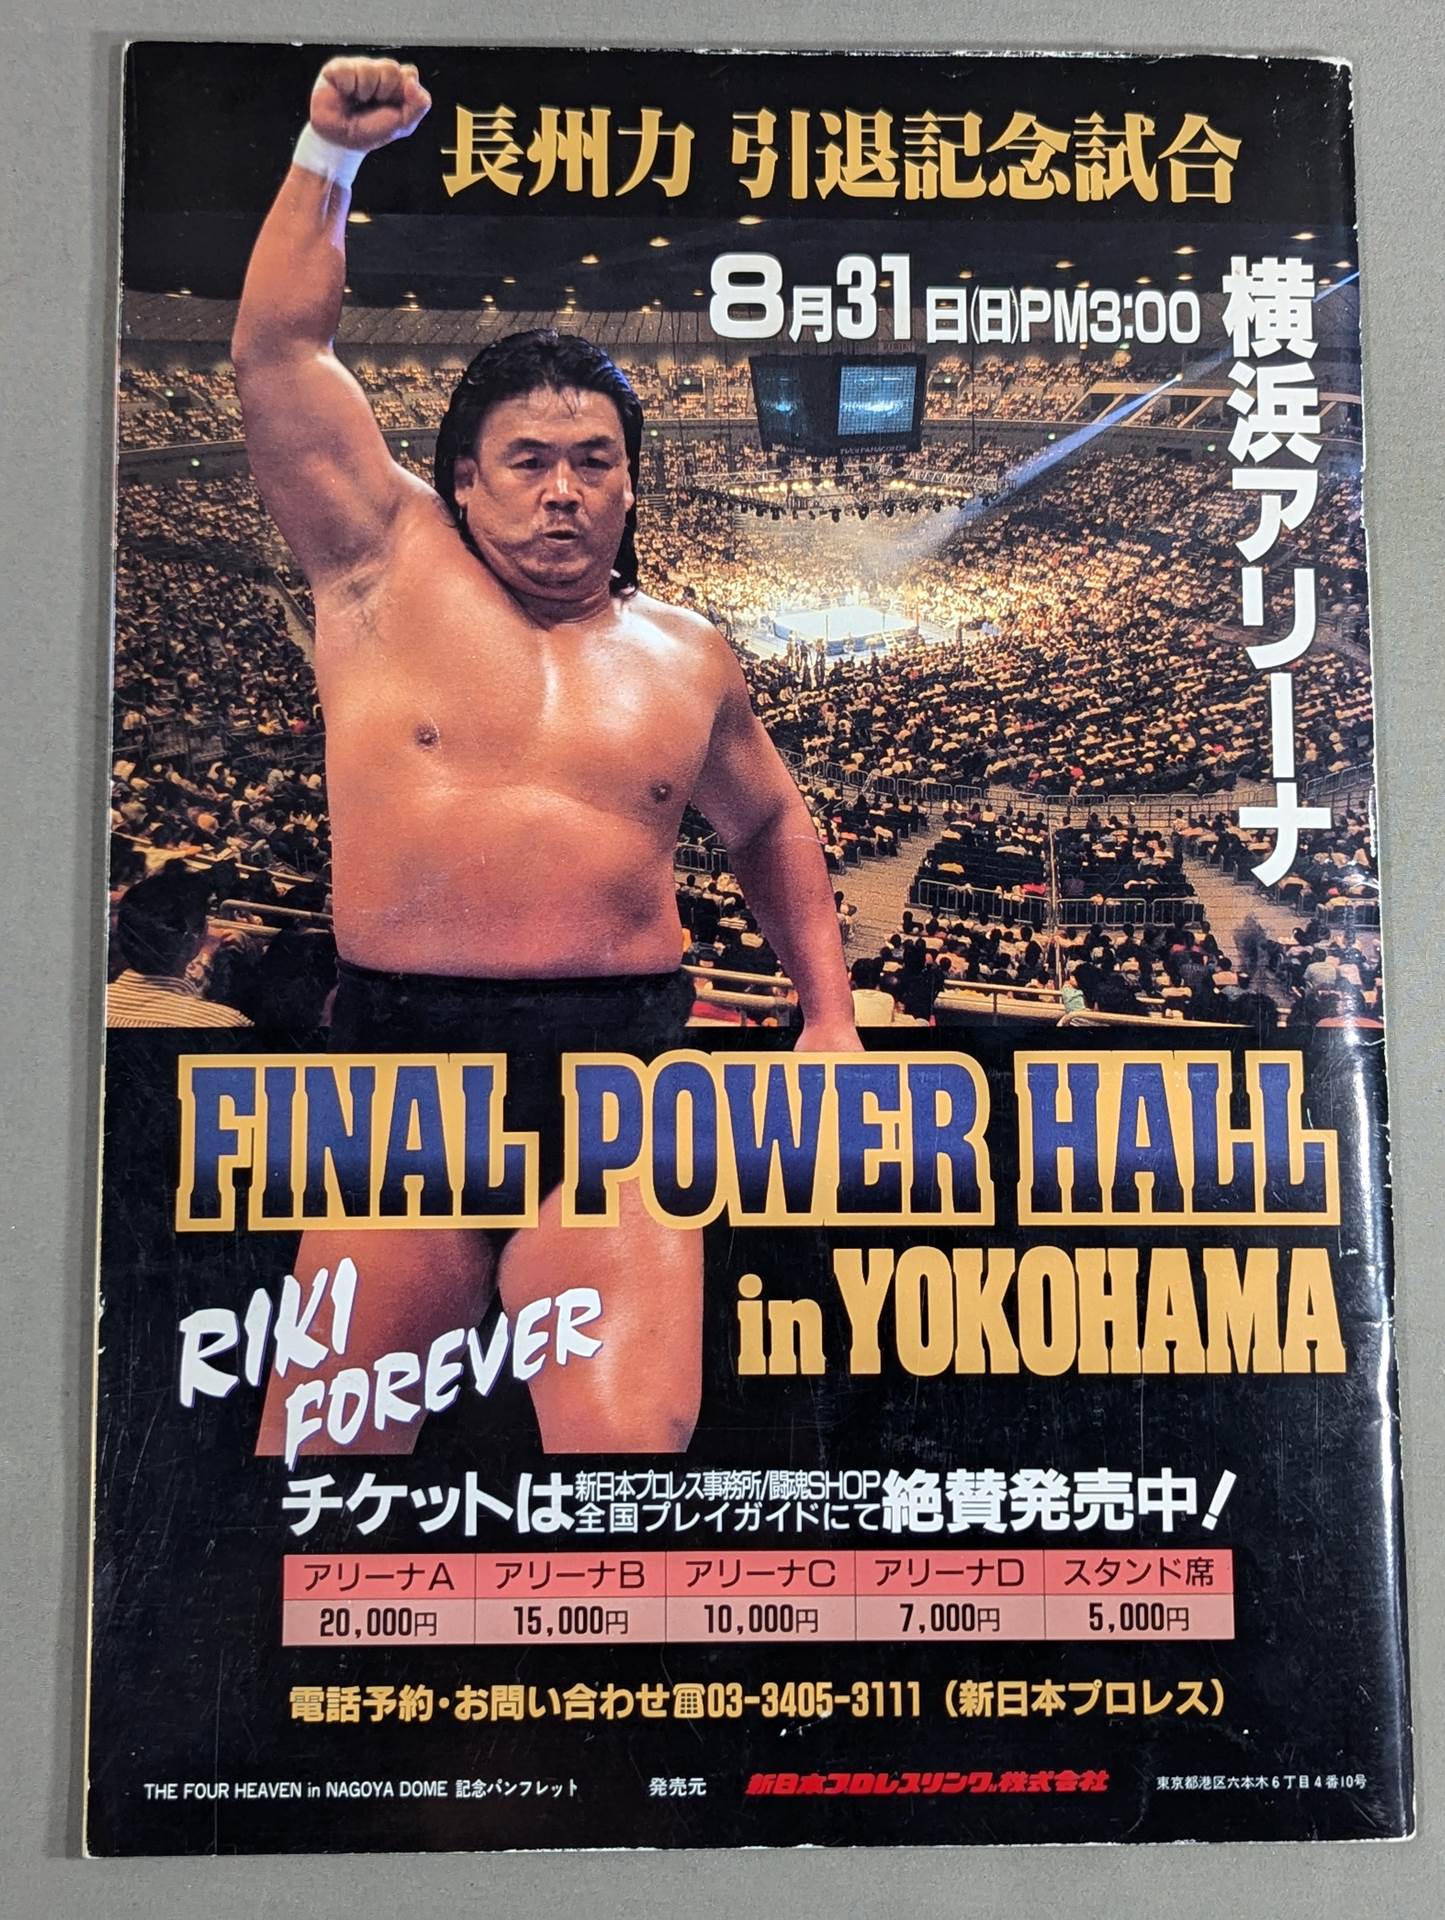 長州力 引退記念試合
8月31日(日)PM3:00
横浜アリーナ
FINAL POWER HALL
in YOKOHAMA
RIKI
FOREVER
チケットは新日本プロレス事務所/闘魂SHOP
全国プレイガイドにて絶賛発売中!
アリーナA アリーナB アリーナC アリーナD スタンド席
20,000円 15,000円 10,000円 7,000円 5,000円
電話予約・お問い合わせ☎03-3405-3111(新日本プロレス)
THE FOUR HEAVEN in NAGOYA DOME 記念パンフレット 発売元 新日本プロレスリング株式会社 東京都港区六本木6丁目4番10号